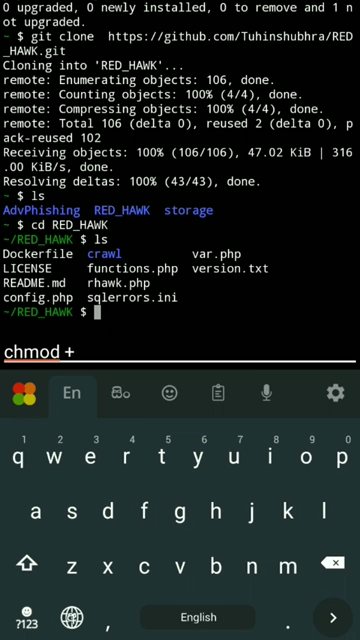 0 upgraded, 0 newly installed, 0 to remove and 1 n
ot upgraded.
~ $ git clone  https://github.com/Tuhinshubhra/RED
_HAWK.git
Cloning into 'RED_HAWK'...
remote: Enumerating objects: 106, done.
remote: Counting objects: 100% (4/4), done.
remote: Compressing objects: 100% (4/4), done.
remote: Total 106 (delta 0), reused 2 (delta 0), p
ack-reused 102
Receiving objects: 100% (106/106), 47.02 KiB | 316
.00 KiB/s, done.
Resolving deltas: 100% (43/43), done.
~ $ ls
AdvPhishing  RED_HAWK  storage
~ $ cd RED_HAWK
~/RED_HAWK $ ls
Dockerfile  crawl          var.php
LICENSE     functions.php  version.txt
README.md   rhawk.php
config.php  sqlerrors.ini
~/RED_HAWK $
chmod +
En
1 2 3 4 5 6 7 8 9 0
q w e r t y u i o p
a s d f g h j k l
z x c v b n m
?123 , English .